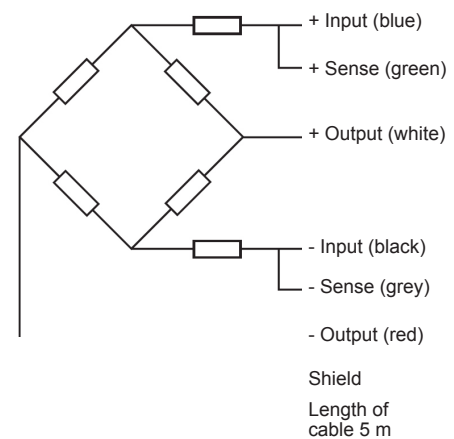 + Input (blue)
+ Sense (green)
+ Output (white)
- Input (black)
- Sense (grey)
- Output (red)
Shield
Length of
cable 5 m